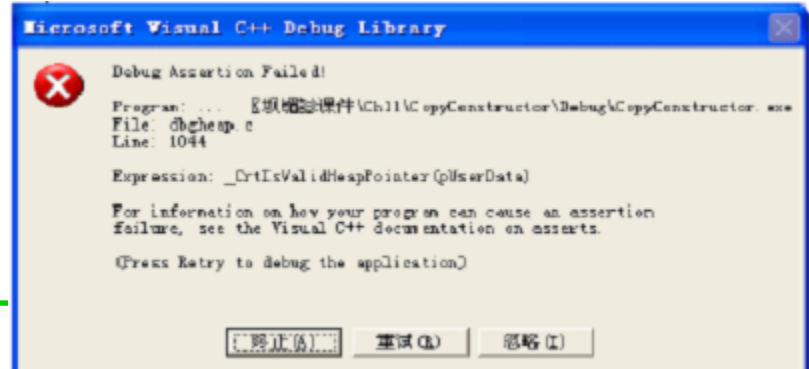 Microsoft Visual C++ Debug Library
Debug Assertion Failed!
Program: ... 课件\Ch11\CopyConstructor\Debug\CopyConstructor.exe
File: dbgheap.c
Line: 1044
Expression: _CrtIsValidHeapPointer(pUserData)
For information on how your program can cause an assertion
failure, see the Visual C++ documentation on asserts.
(Press Retry to debug the application)
终止(A) 重试(R) 忽略(I)